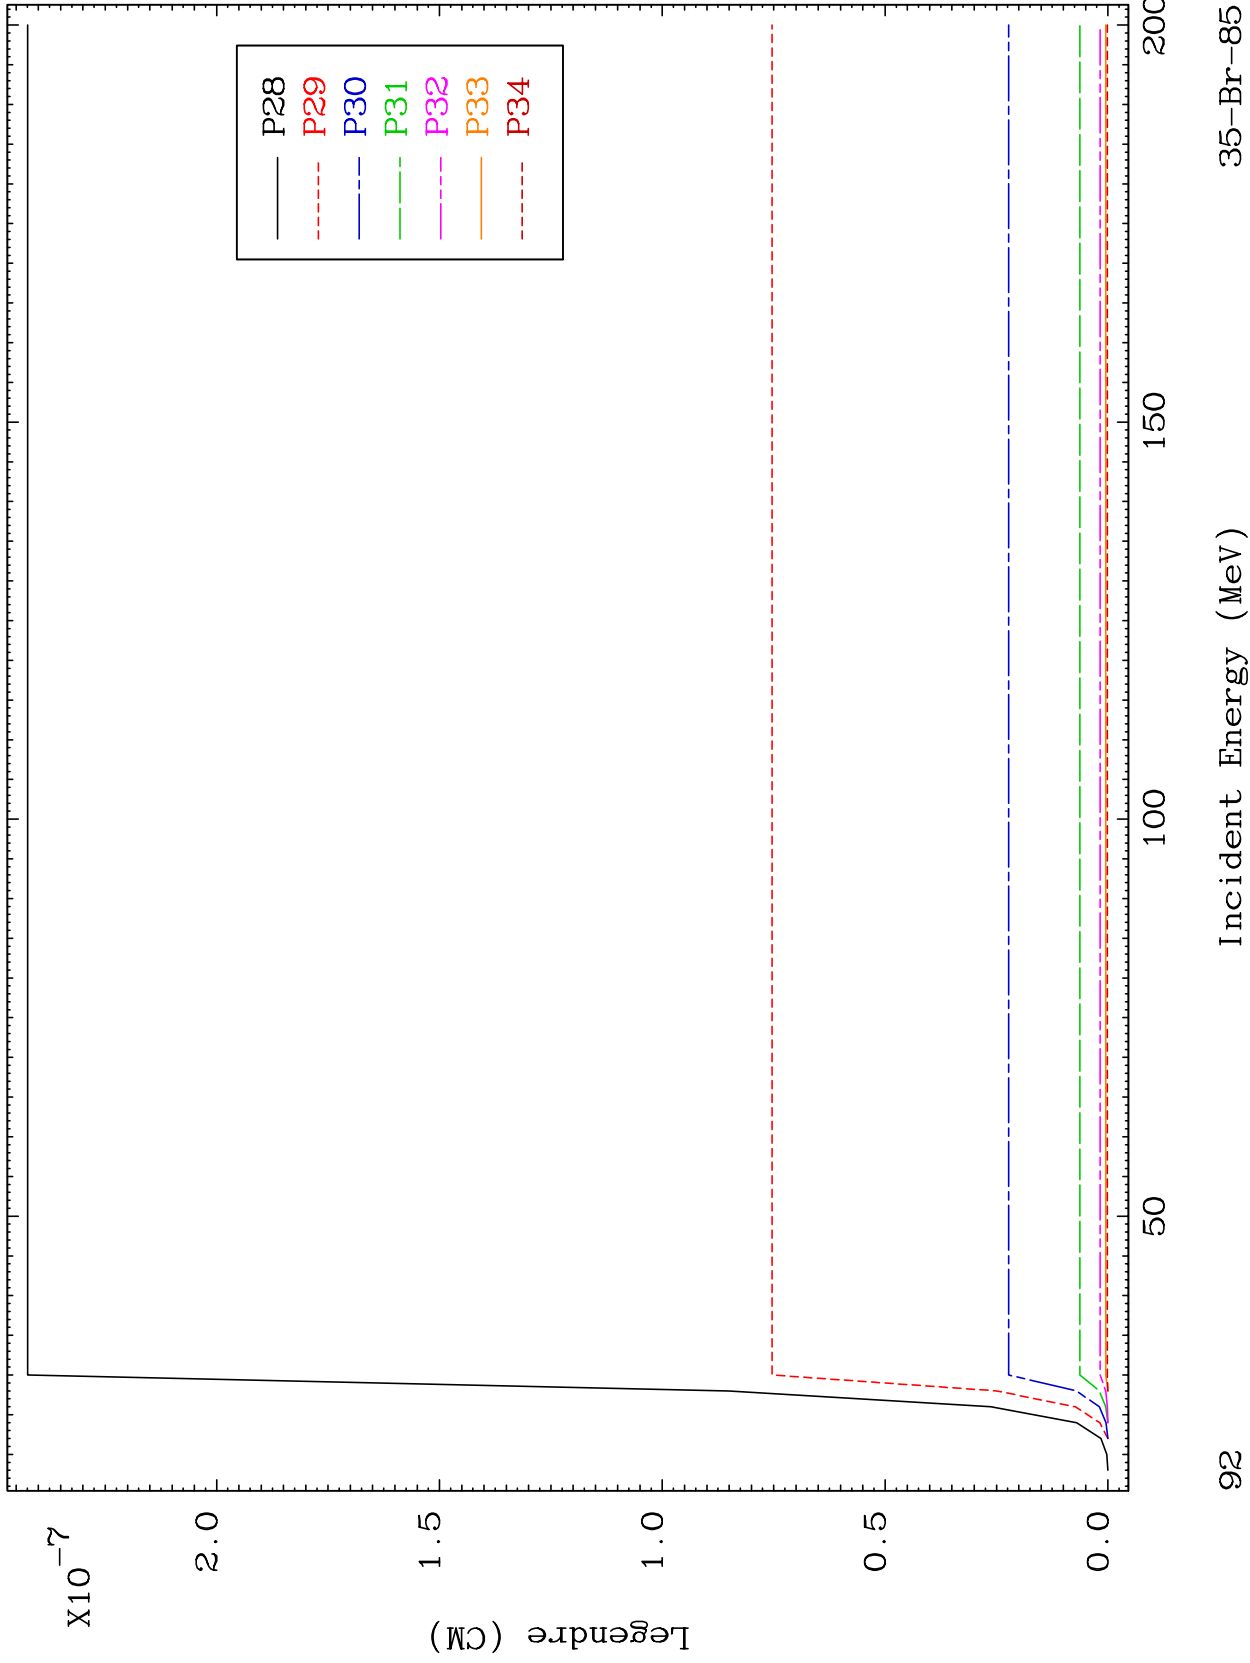 X10-7
2.0
1.5
1.0
0.5
0.0
Legendre (CM)
P28
P29
P30
P31
P32
P33
P34
50
100
150
200
Incident Energy (MeV)
92
35-Br-85